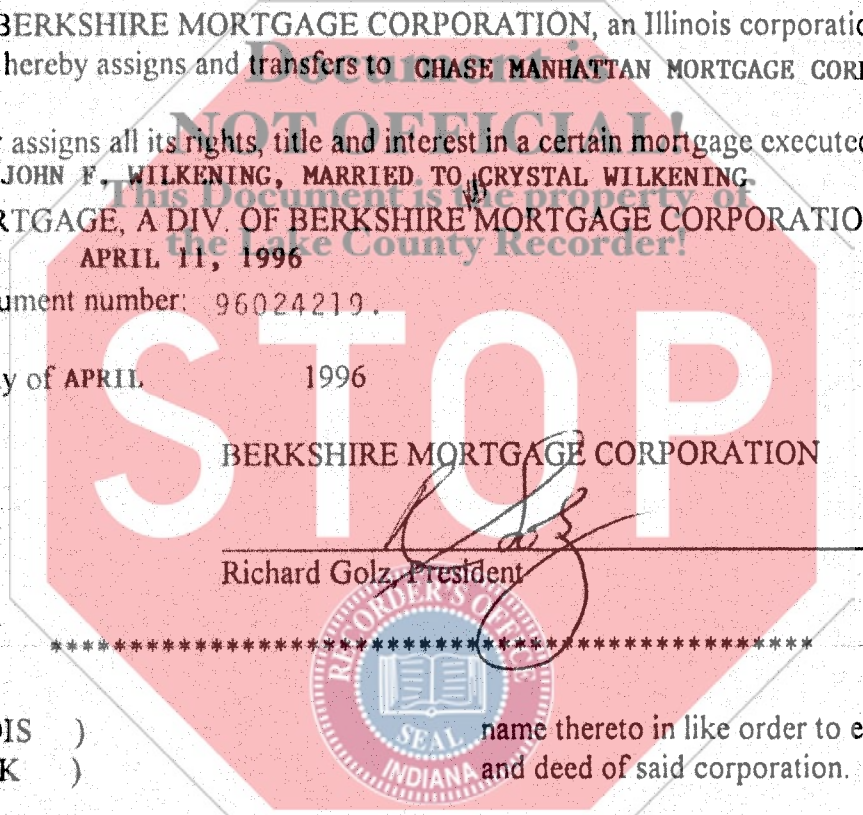 BERKSHIRE MORTGAGE CORPORATION, an Illinois corporatio
hereby assigns and transfers to CHASE MANHATTAN MORTGAGE COR
Document is
NOT OFFICIAL!
assigns all its rights, title and interest in a certain mortgage executed
JOHN F. WILKENING, MARRIED TO CRYSTAL WILKENING
This Document is the property of
RTGAGE, A DIV. OF BERKSHIRE MORTGAGE CORPORATIO
the Lake County Recorder!
APRIL 11, 1996
ument number: 96024219.
STOP
y of APRIL 1996
BERKSHIRE MORTGAGE CORPORATION
Richard Golz, President
RECORDER'S OFFICE
SEAL
INDIANA
**************************************************
OIS ) name thereto in like order to e
K ) and deed of said corporation.